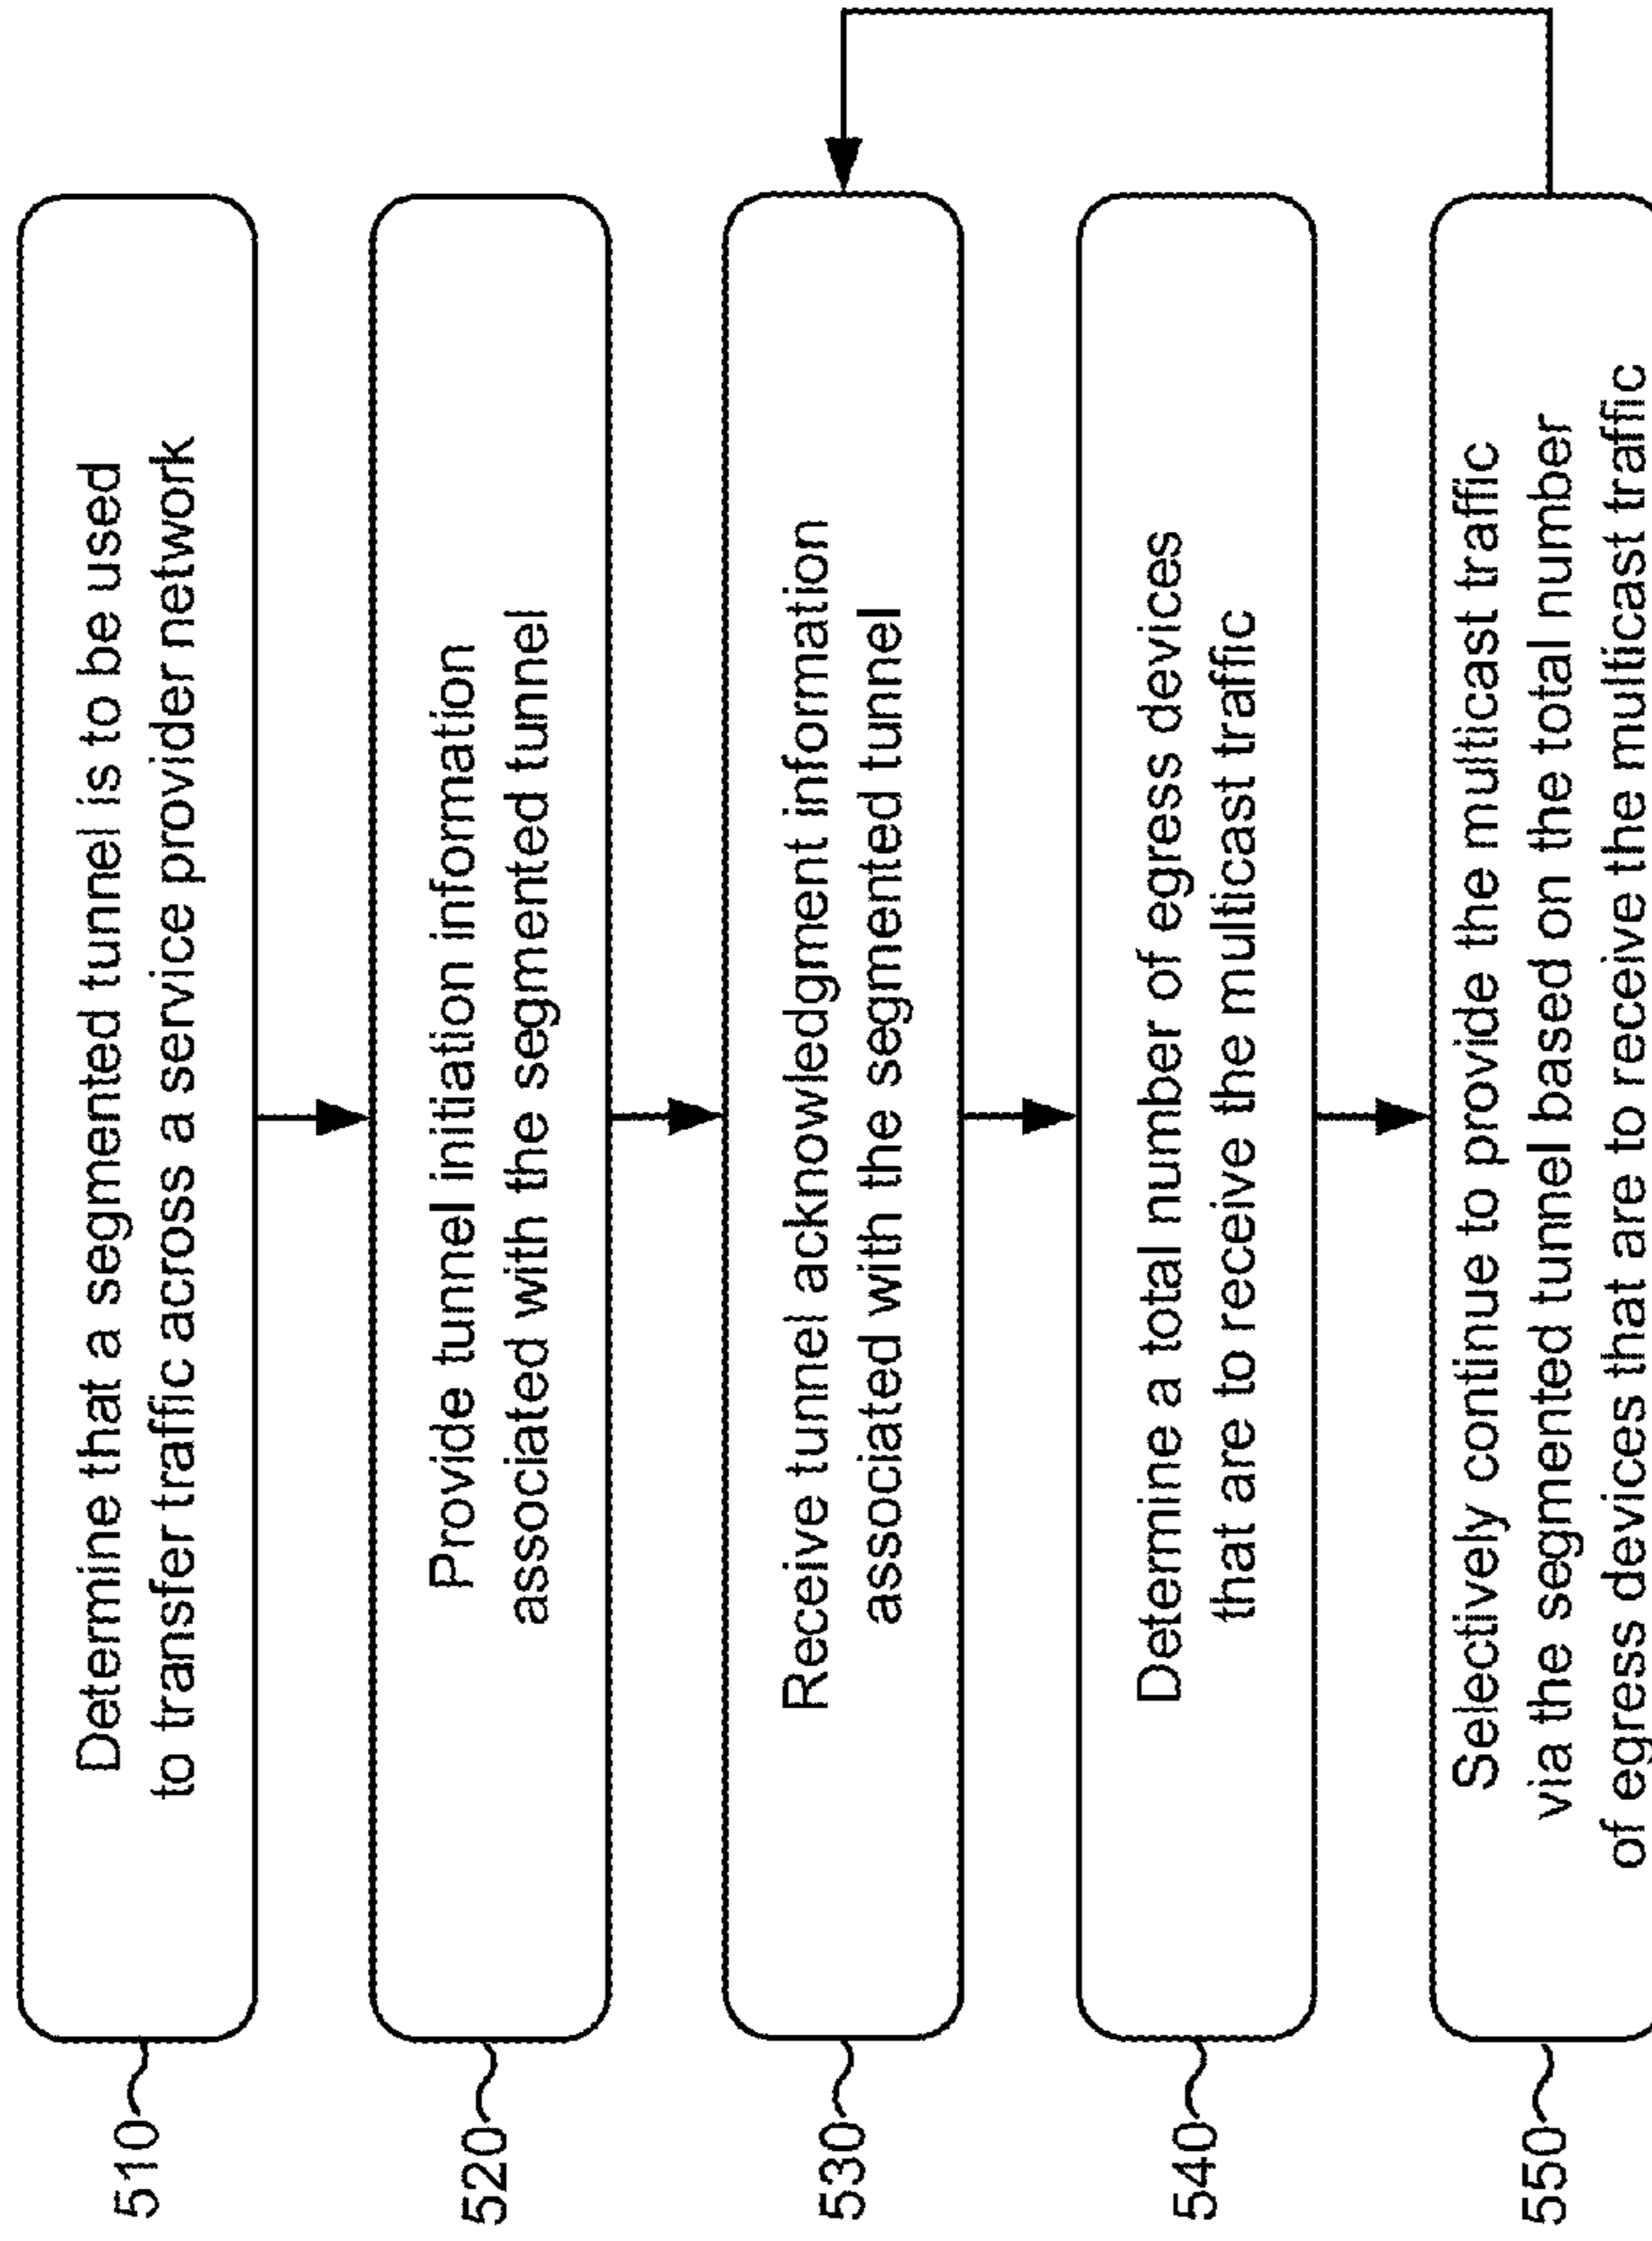 510
Determine that a segmented tunnel is to be used
to transfer traffic across a service provider network
520
Provide tunnel initiation information
associated with the segmented tunnel
530
Receive tunnel acknowledgment information
associated with the segmented tunnel
540
Determine a total number of egress devices
that are to receive the multicast traffic
550
Selectively continue to provide the multicast traffic
via the segmented tunnel based on the total number
of egress devices that are to receive the multicast traffic